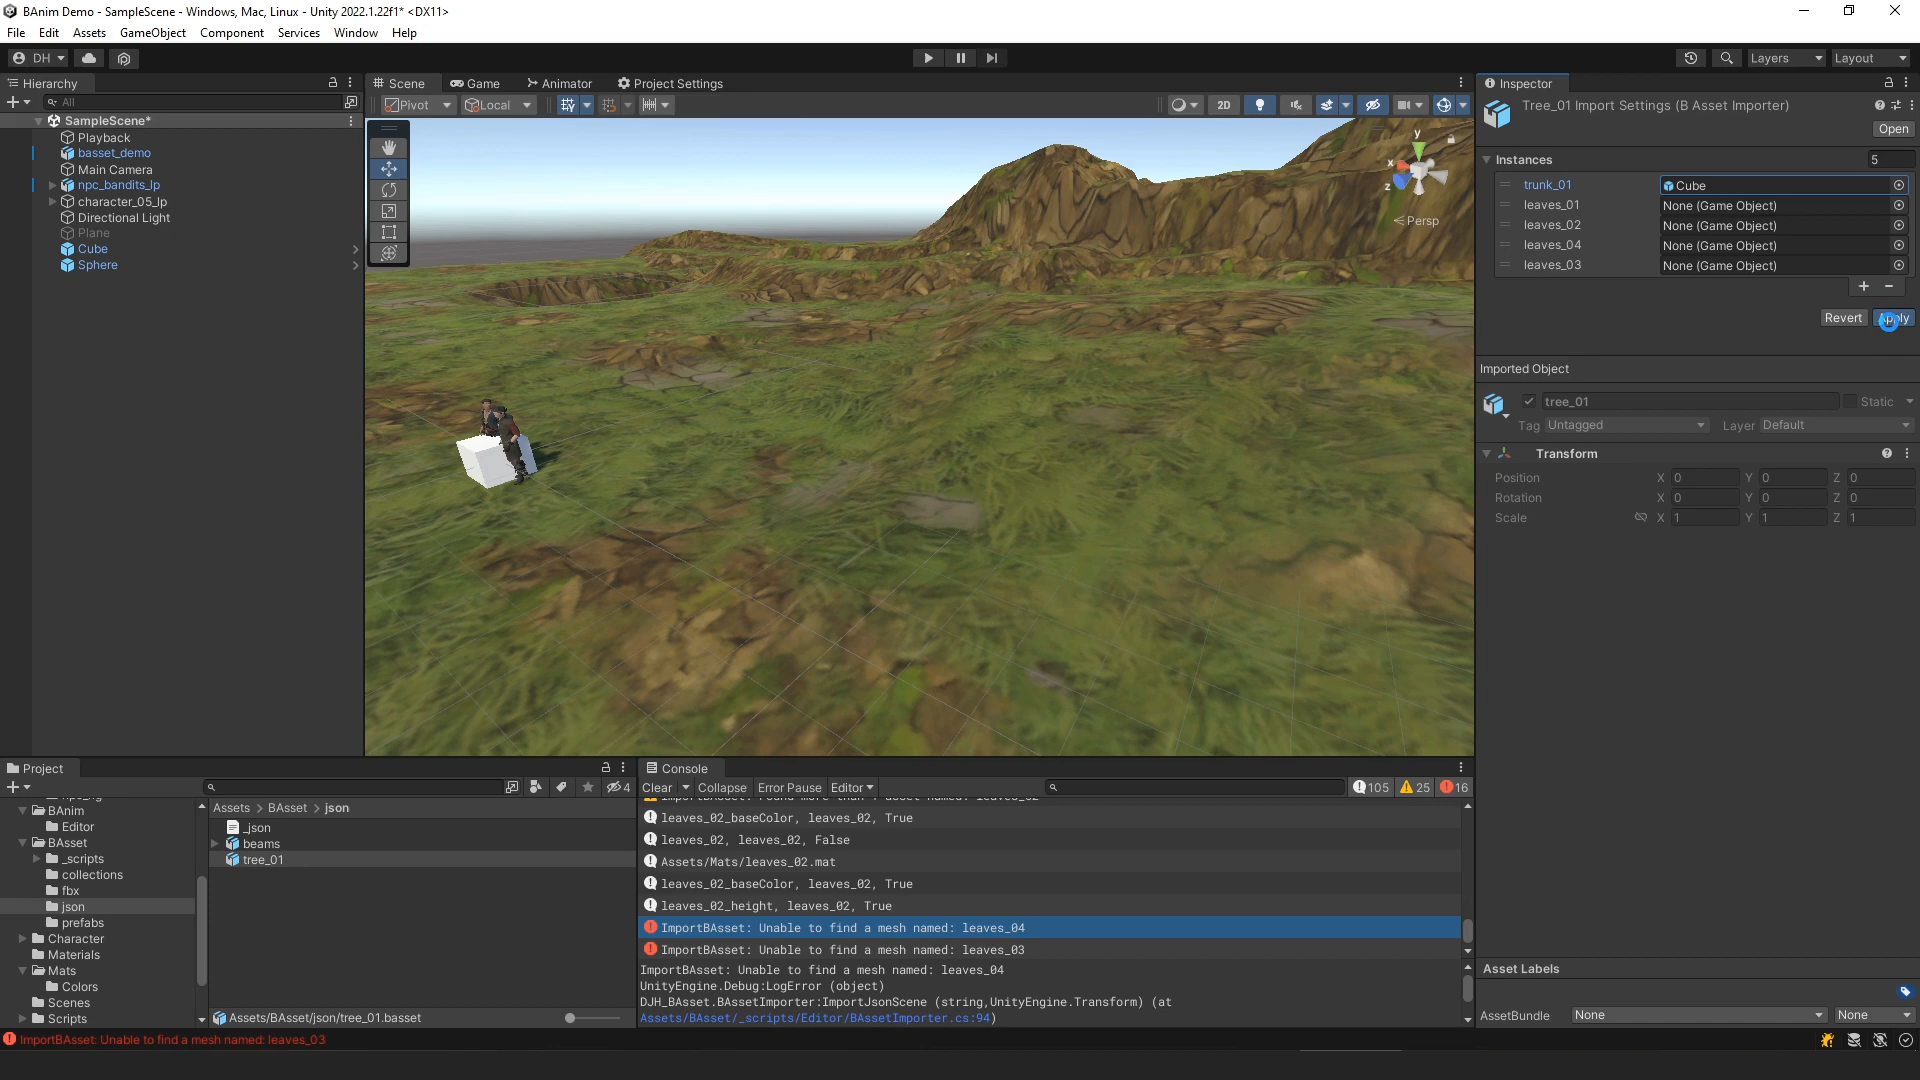 BAnim Demo - SampleScene - Windows, Mac, Linux - Unity 2022.1.22f1* <DX11>
File Edit Assets GameObject Component Services Window Help
DH Layers Layout
Hierarchy
All
SampleScene*
Playback
basset_demo
Main Camera
npc_bandits_lp
character_05_lp
Directional Light
Plane
Cube
Sphere
Scene Game Animator Project Settings
Pivot Local 2D
y
x
z
Persp
Inspector
Tree_01 Import Settings (B Asset Importer)
Open
Instances 5
trunk_01 Cube
leaves_01 None (Game Object)
leaves_02 None (Game Object)
leaves_04 None (Game Object)
leaves_03 None (Game Object)
Revert Apply
Imported Object
tree_01 Static
Tag Untagged Layer Default
Transform
Position X 0 Y 0 Z 0
Rotation X 0 Y 0 Z 0
Scale X 1 Y 1 Z 1
Asset Labels
AssetBundle None None
Project
4
BAnim
Editor
BAsset
_scripts
collections
fbx
json
prefabs
Character
Materials
Mats
Colors
Scenes
Scripts
Assets > BAsset > json
_json
beams
tree_01
Assets/BAsset/json/tree_01.basset
Console
Clear Collapse Error Pause Editor 105 25 16
leaves_02_baseColor, leaves_02, True
leaves_02, leaves_02, False
Assets/Mats/leaves_02.mat
leaves_02_baseColor, leaves_02, True
leaves_02_height, leaves_02, True
ImportBAsset: Unable to find a mesh named: leaves_04
ImportBAsset: Unable to find a mesh named: leaves_03
ImportBAsset: Unable to find a mesh named: leaves_04
UnityEngine.Debug:LogError (object)
DJH_BAsset.BAssetImporter:ImportJsonScene (string,UnityEngine.Transform) (at
Assets/BAsset/_scripts/Editor/BAssetImporter.cs:94)
ImportBAsset: Unable to find a mesh named: leaves_03